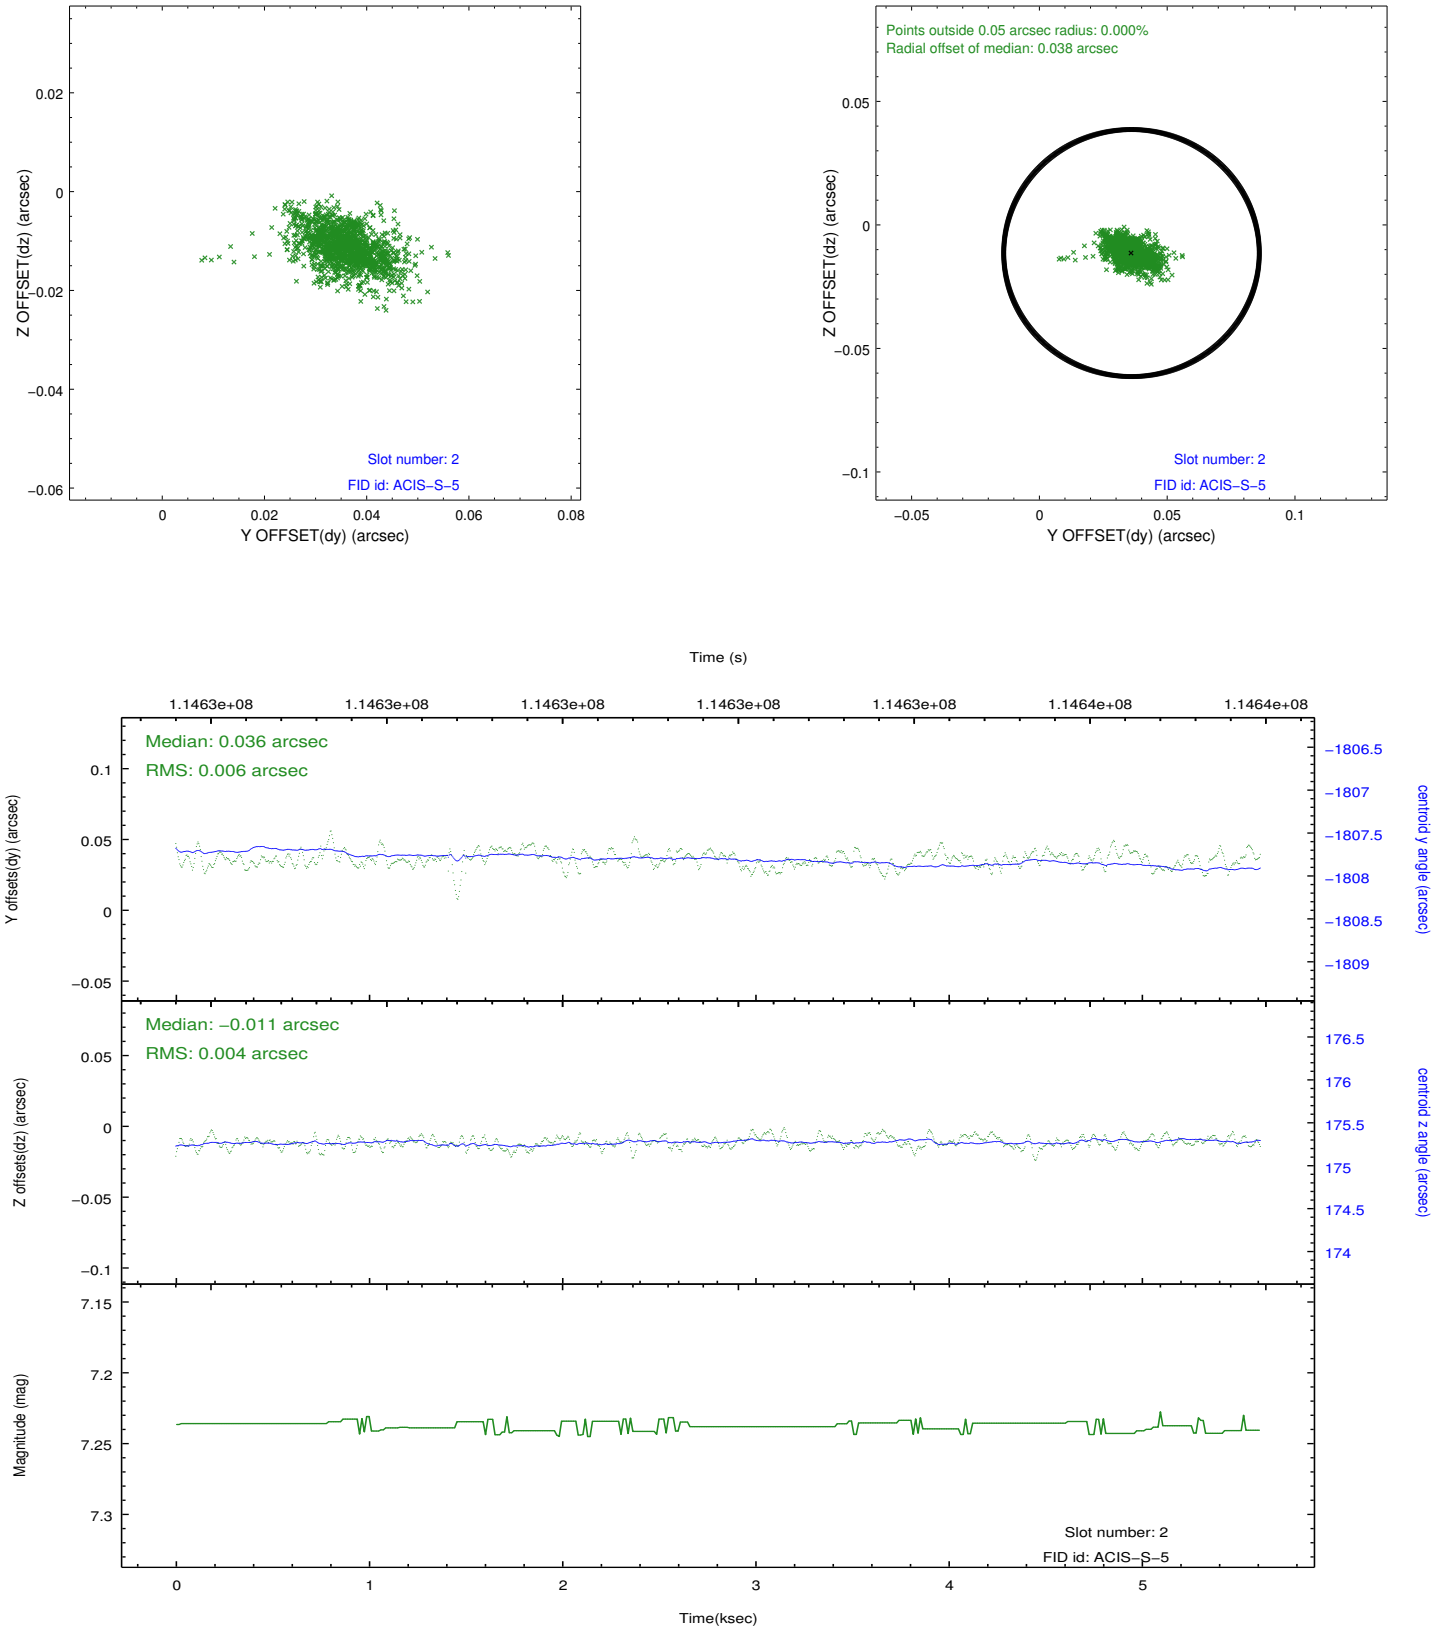 0.02
0
−0.02
−0.04
−0.06
Z OFFSET(dz) (arcsec)
Slot number: 2
FID id: ACIS−S−5
0
0.02
0.04
0.06
0.08
Y OFFSET(dy) (arcsec)
Points outside 0.05 arcsec radius: 0.000%
Radial offset of median: 0.038 arcsec
0.05
0
−0.05
−0.1
Z OFFSET(dz) (arcsec)
Slot number: 2
FID id: ACIS−S−5
−0.05
0
0.05
0.1
Y OFFSET(dy) (arcsec)
Time (s)
1.1463e+08
1.1463e+08
1.1463e+08
1.1463e+08
1.1463e+08
1.1464e+08
1.1464e+08
Median: 0.036 arcsec
RMS: 0.006 arcsec
0.1
0.05
0
−0.05
Y offsets(dy) (arcsec)
−1806.5
−1807
−1807.5
−1808
−1808.5
−1809
centroid y angle (arcsec)
Median: −0.011 arcsec
RMS: 0.004 arcsec
0.05
0
−0.05
−0.1
Z offsets(dz) (arcsec)
176.5
176
175.5
175
174.5
174
centroid z angle (arcsec)
7.15
7.2
7.25
7.3
Magnitude (mag)
Slot number: 2
FID id: ACIS−S−5
0
1
2
3
4
5
Time(ksec)